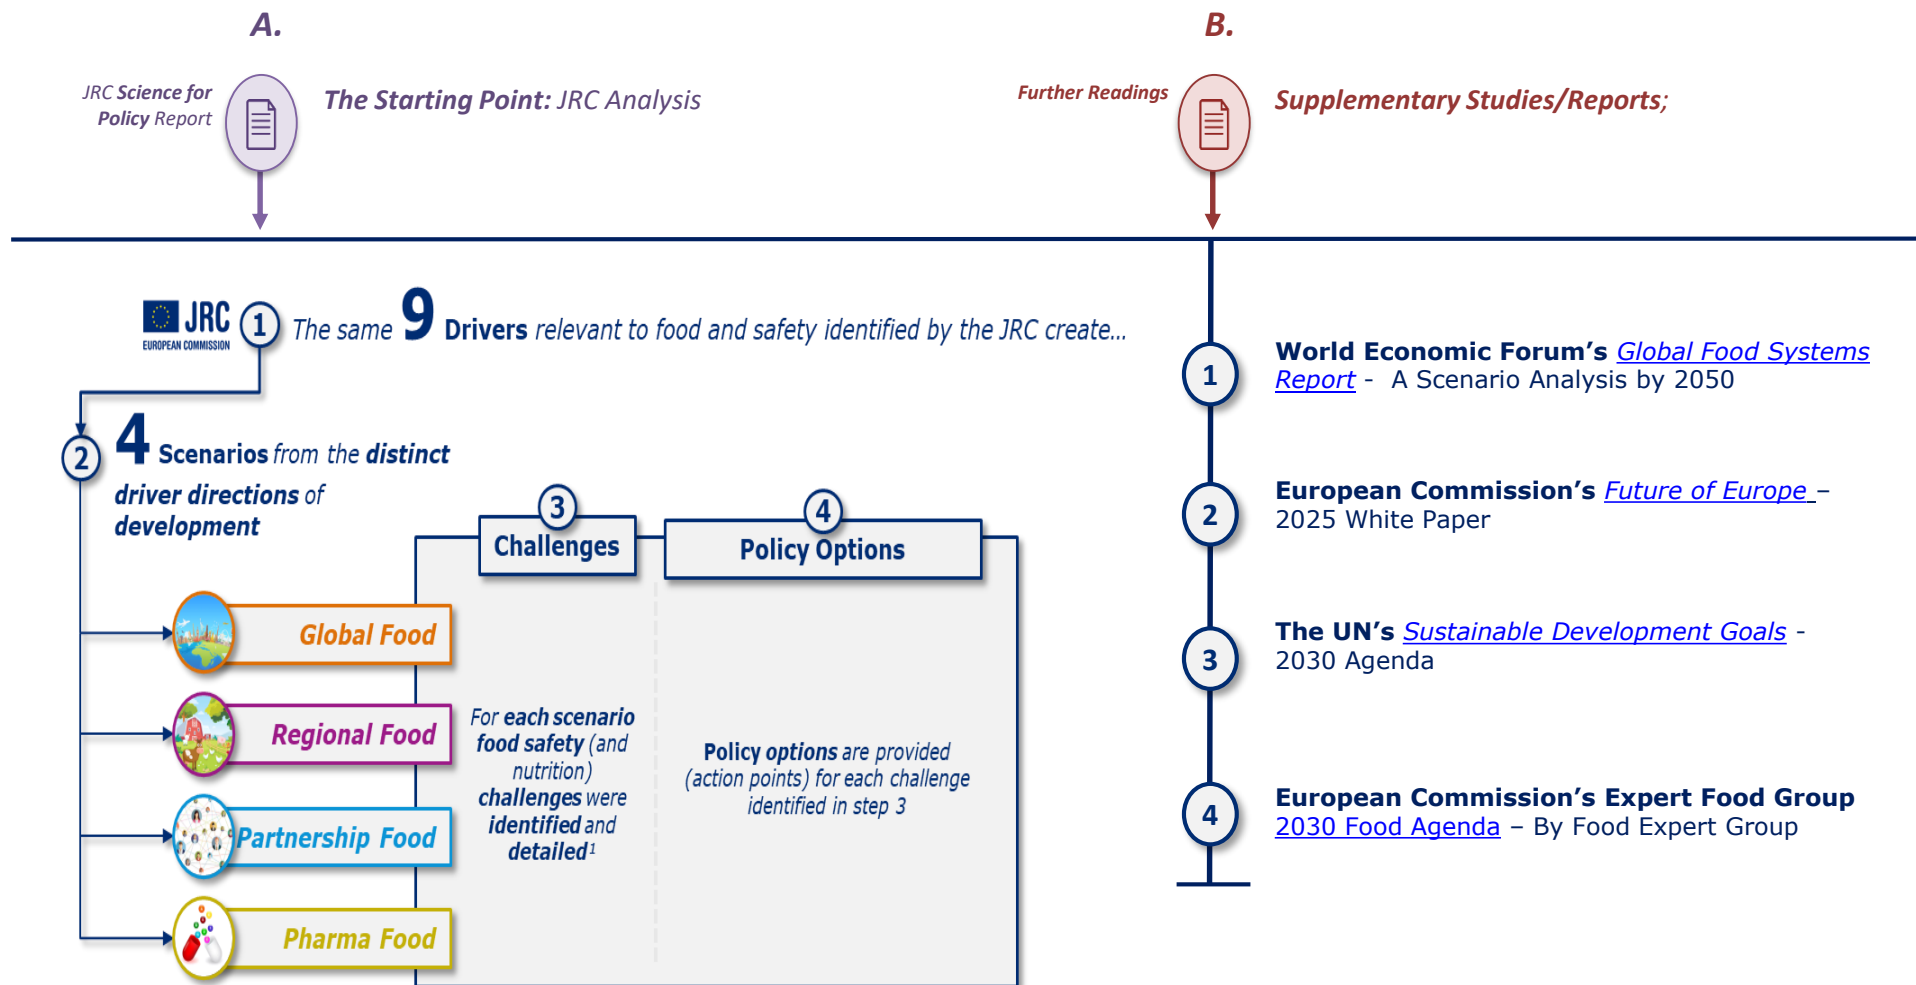 A.
JRC Science for
Policy Report
The Starting Point: JRC Analysis
B.
Further Readings
Supplementary Studies/Reports;
JRC
EUROPEAN COMMISSION
1
The same 9 Drivers relevant to food and safety identified by the JRC create...
2
4 Scenarios from the distinct
driver directions of
development
3
Challenges
4
Policy Options
Global Food
Regional Food
Partnership Food
Pharma Food
For each scenario
food safety (and
nutrition)
challenges were
identified and
detailed1
Policy options are provided
(action points) for each challenge
identified in step 3
1
World Economic Forum’s Global Food Systems
Report -  A Scenario Analysis by 2050
2
European Commission’s Future of Europe –
2025 White Paper
3
The UN’s Sustainable Development Goals -
2030 Agenda
4
European Commission’s Expert Food Group
2030 Food Agenda – By Food Expert Group